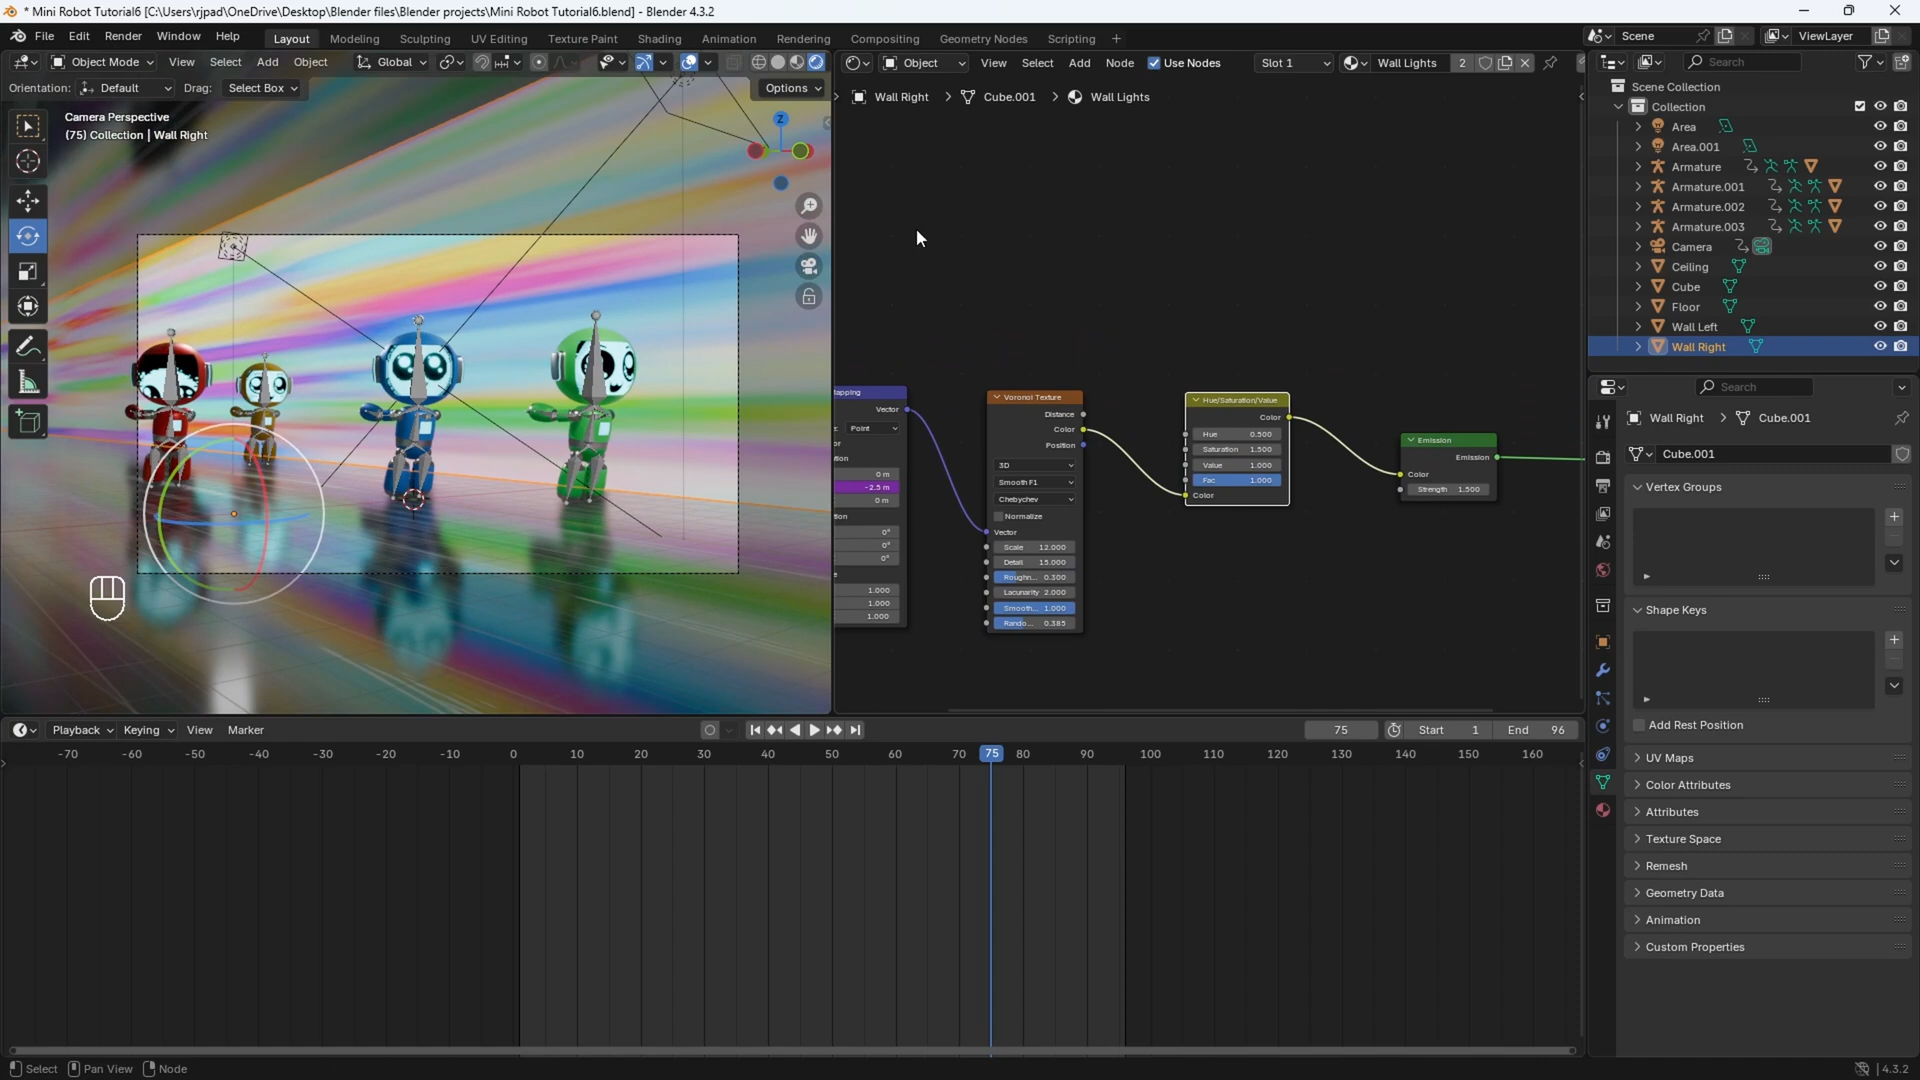 * Mini Robot Tutorial6 [C:\Users\rjpad\OneDrive\Desktop\Blender files\Blender projects\Mini Robot Tutorial6.blend] - Blender 4.3.2
File Edit Render Window Help
Layout Modeling Sculpting UV Editing Texture Paint Shading Animation Rendering Compositing Geometry Nodes Scripting +
Scene
ViewLayer
Object Mode View Select Add Object Global
Orientation: Default Drag: Select Box Options
Camera Perspective
(75) Collection | Wall Right
Z
Object View Select Add Node Use Nodes Slot 1 Wall Lights 2
Wall Right > Cube.001 > Wall Lights
apping
Vector
Point
0 m
-2.5 m
0 m
0°
0°
0°
1.000
1.000
1.000
Voronoi Texture
Distance
Color
Position
3D
Smooth F1
Chebychev
Normalize
Vector
Scale 12.000
Detail 15.000
Roughn... 0.300
Lacunarity 2.000
Smooth... 1.000
Rando... 0.385
Hue/Saturation/Value
Color
Hue 0.500
Saturation 1.500
Value 1.000
Fac 1.000
Color
Emission
Emission
Color
Strength 1.500
Search
Scene Collection
Collection
Area
Area.001
Armature
Armature.001
Armature.002
Armature.003
Camera
Ceiling
Cube
Floor
Wall Left
Wall Right
Search
Wall Right > Cube.001
Cube.001
Vertex Groups
Shape Keys
Add Rest Position
UV Maps
Color Attributes
Attributes
Texture Space
Remesh
Geometry Data
Animation
Custom Properties
Playback Keying View Marker
75 Start 1 End 96
-70 -60 -50 -40 -30 -20 -10 0 10 20 30 40 50 60 70 75 80 90 100 110 120 130 140 150 160
Select Pan View Node
4.3.2